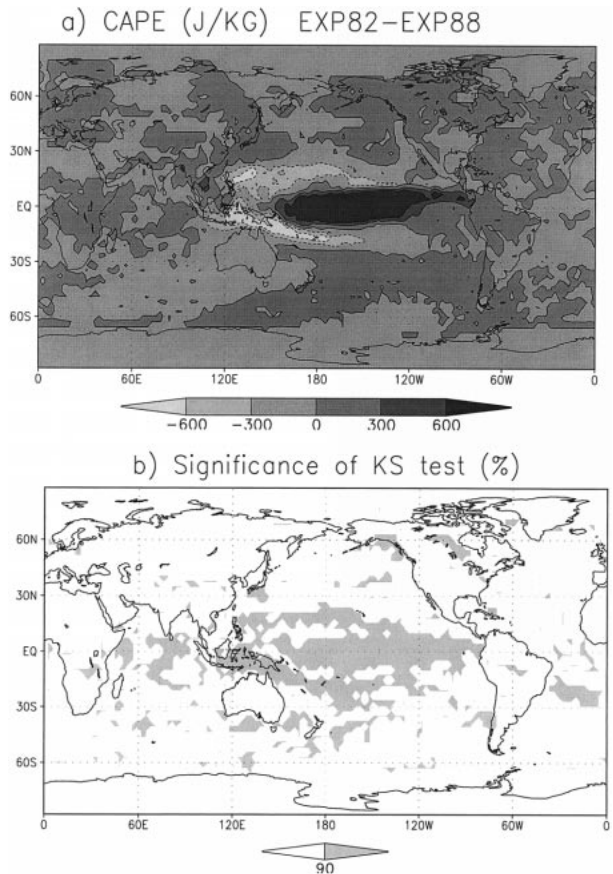 a) CAPE (J/KG) EXP82−EXP88
60N
30N
EQ
30S
60S
0 60E 120E 180 120W 60W 0
−600 −300 0 300 600
b) Significance of KS test (%)
60N
30N
EQ
30S
60S
0 60E 120E 180 120W 60W 0
90